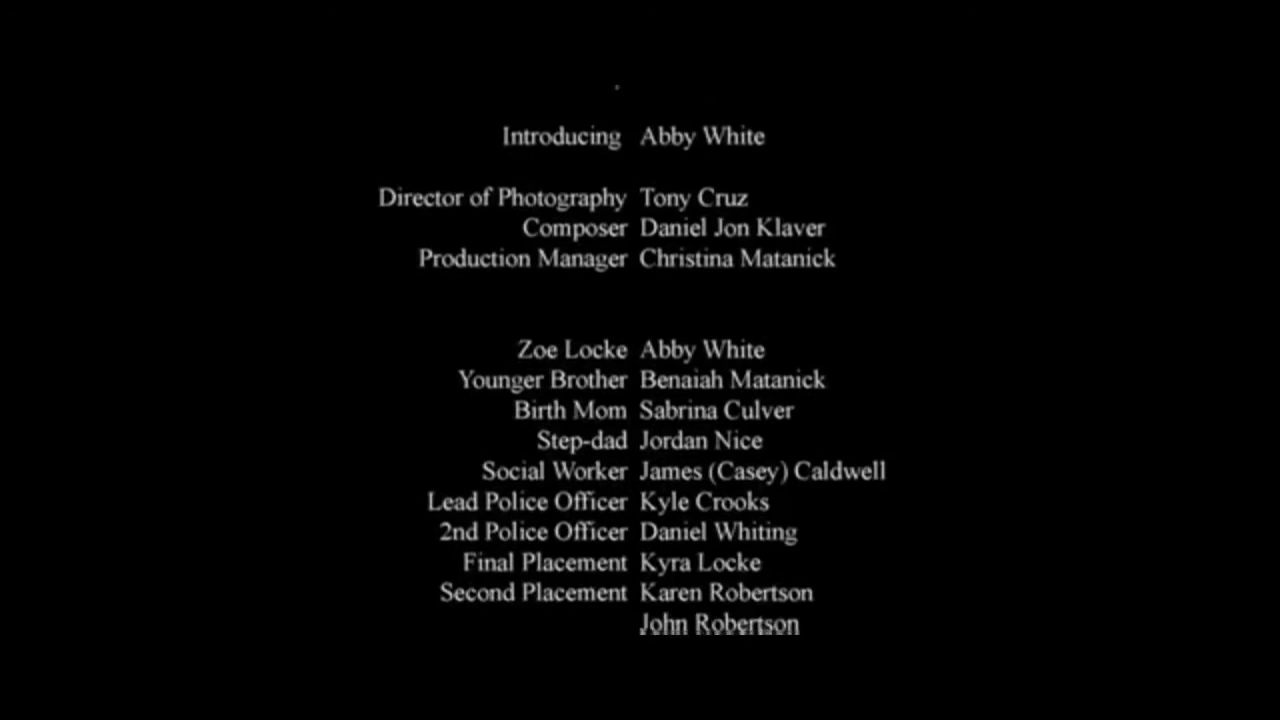 Introducing Abby White
Director of Photography Tony Cruz
Composer Daniel Jon Klaver
Production Manager Christina Matanick
Zoe Locke Abby White
Younger Brother Benaiah Matanick
Birth Mom Sabrina Culver
Step-dad Jordan Nice
Social Worker James (Casey) Caldwell
Lead Police Officer Kyle Crooks
2nd Police Officer Daniel Whiting
Final Placement Kyra Locke
Second Placement Karen Robertson
John Robertson